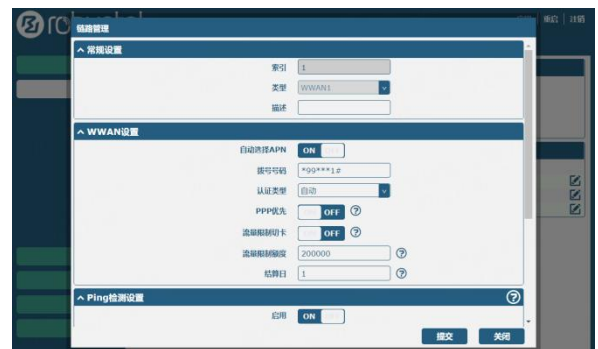 重启 | 注销
链路管理
常规设置
索引 1
类型 WWAN1
描述
WWAN设置
自动选择APN ON
拨号号码 *99***1#
认证类型 自动
PPP优先 OFF ?
流量限制切卡 OFF ?
流量限制额度 200000 ?
结算日 1 ?
Ping检测设置 ?
启用 ON
提交 关闭